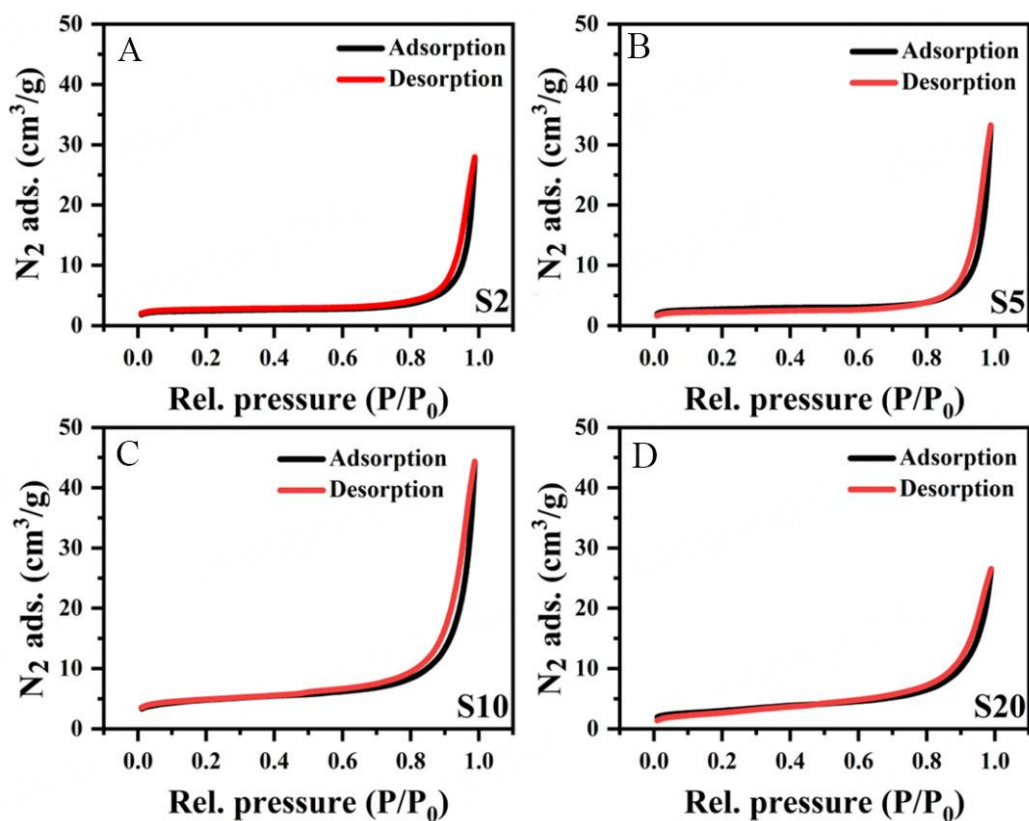 A
50
40
30
20
10
0
N₂ ads. (cm³/g)
Adsorption
Desorption
S2
0.0 0.2 0.4 0.6 0.8 1.0
Rel. pressure (P/P₀)
B
50
40
30
20
10
0
N₂ ads. (cm³/g)
Adsorption
Desorption
S5
0.0 0.2 0.4 0.6 0.8 1.0
Rel. pressure (P/P₀)
C
50
40
30
20
10
0
N₂ ads. (cm³/g)
Adsorption
Desorption
S10
0.0 0.2 0.4 0.6 0.8 1.0
Rel. pressure (P/P₀)
D
50
40
30
20
10
0
N₂ ads. (cm³/g)
Adsorption
Desorption
S20
0.0 0.2 0.4 0.6 0.8 1.0
Rel. pressure (P/P₀)